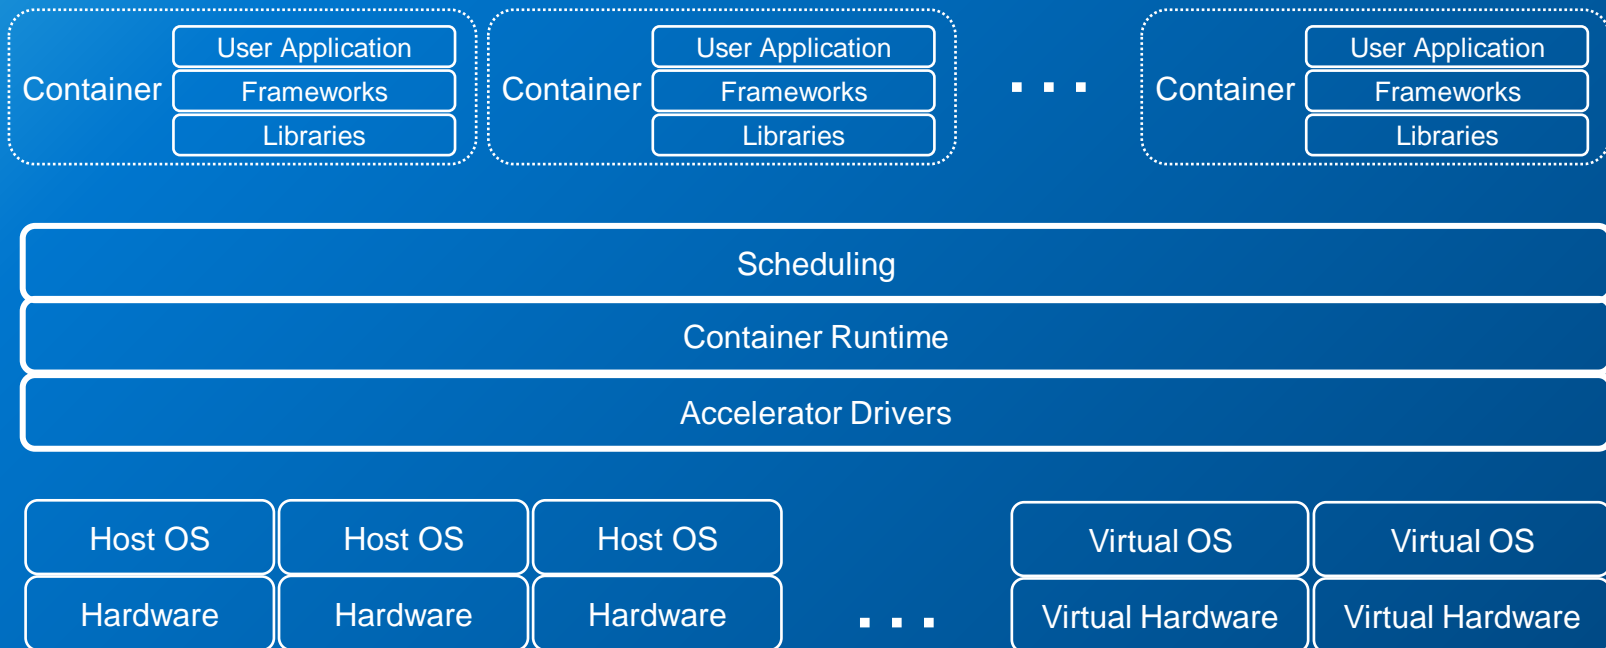 User Application
User Application
User Application
Container
Frameworks
Container
Frameworks
...
Container
Frameworks
Libraries
Libraries
Libraries
Scheduling
Container Runtime
Accelerator Drivers
Host OS
Host OS
Host OS
Virtual OS
Virtual OS
Hardware
Hardware
Hardware
...
Virtual Hardware
Virtual Hardware